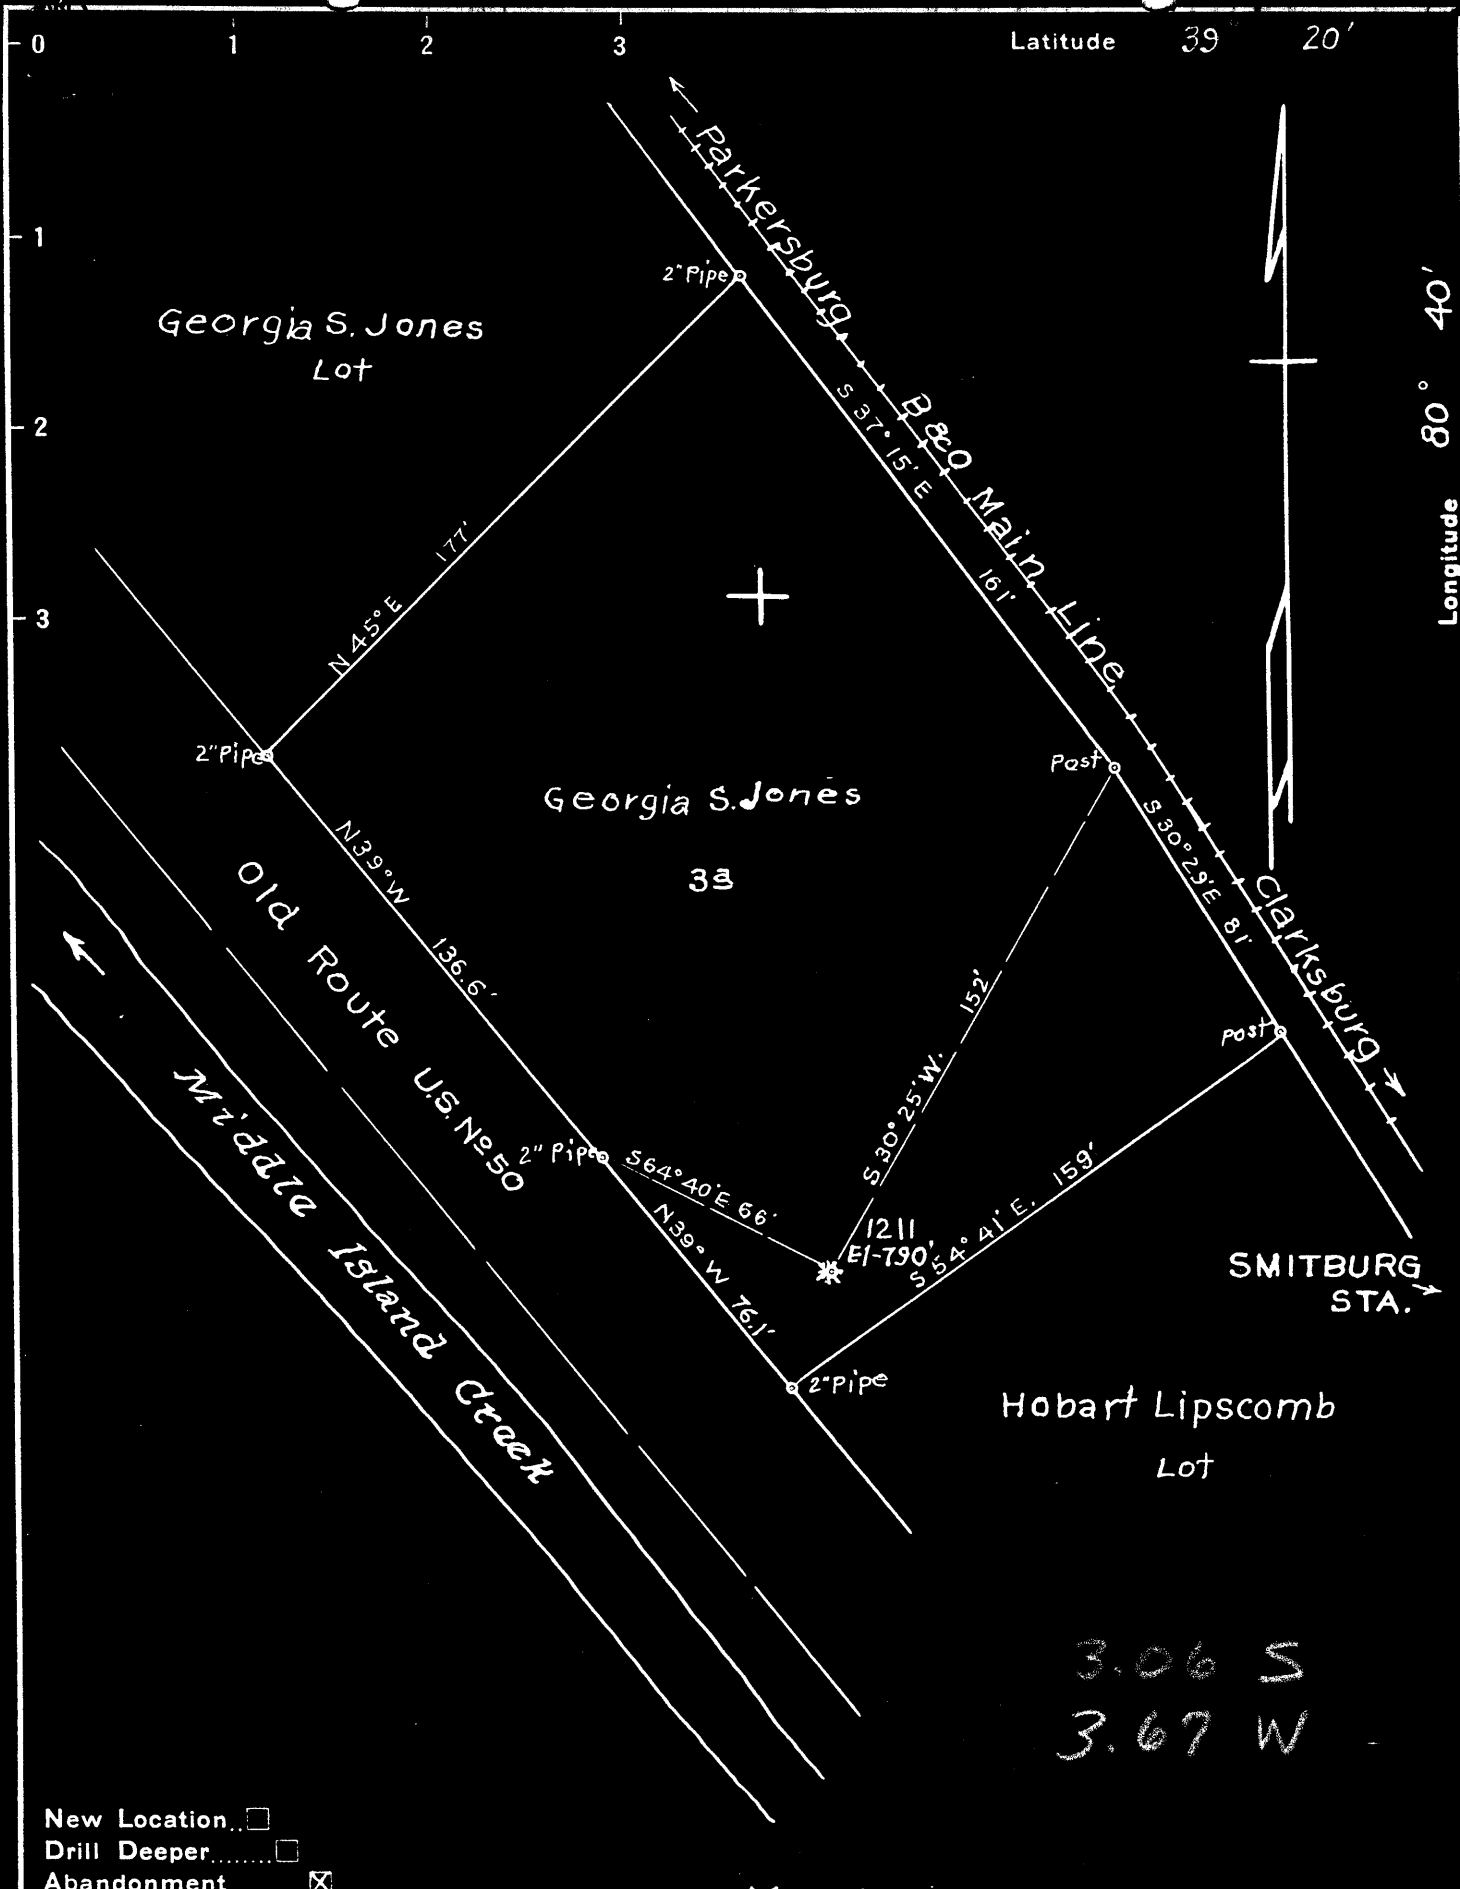 0 1 2 3 Latitude 39° 20'
1
2
3
Longitude 80° 40'
Parkersburg
B&O Main Line
Clarksburg
2" Pipe
Georgia S. Jones
Lot
S 37° 15' E
161'
N 45° E 177'
2" Pipe
Post
Georgia S. Jones
3a
S 30° 29' E 81'
N 39° W 136.6'
Old Route U.S. № 50
152'
S 30° 25' W.
Post
Middle Island Creek
2" Pipe
S 64° 40' E 66'
1211
El-790'
S 54° 41' E. 159'
N 39° W 76.1'
SMITBURG
STA.
2" Pipe
Hobart Lipscomb
Lot
3.06 S
3.67 W
New Location..
Drill Deeper........
Abandonment